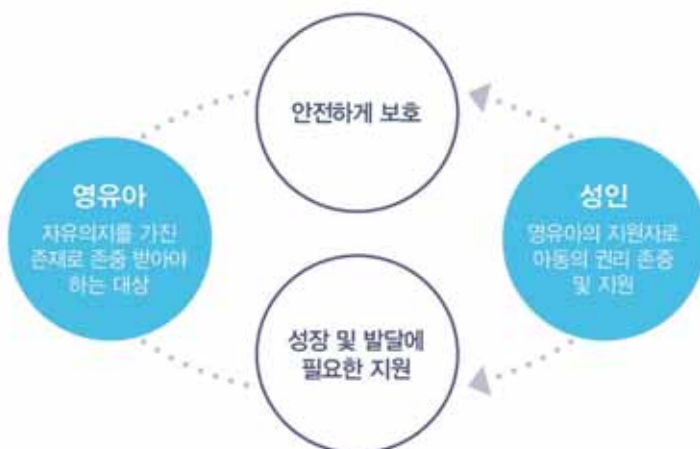 안전하게 보호
영유아
자유의지를 가진
존재로 존중 받아야
하는 대상
성인
영유아의 지원자로
아동의 권리 존중
및 지원
성장 및 발달에
필요한 지원